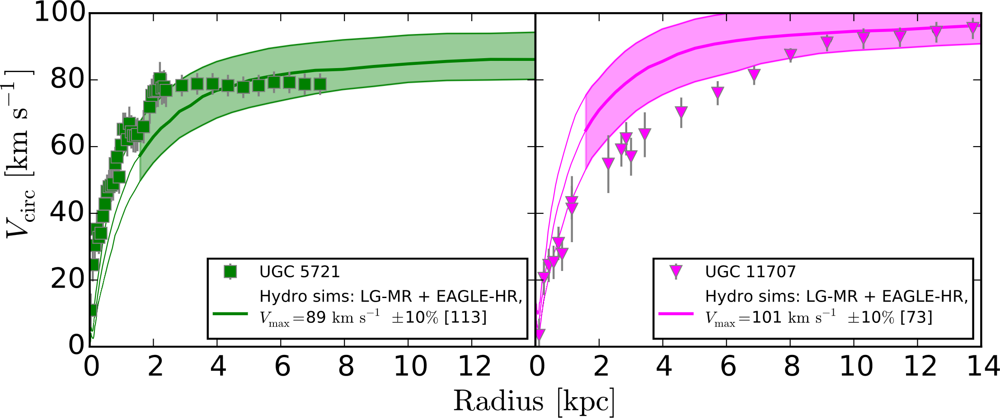 100
80
60
40
20
0
V_circ [km s^−1]
UGC 5721
Hydro sims: LG-MR + EAGLE-HR,
V_max=89 km s^−1 ±10% [113]
UGC 11707
Hydro sims: LG-MR + EAGLE-HR,
V_max=101 km s^−1 ±10% [73]
0 2 4 6 8 10 12 0 2 4 6 8 10 12 14
Radius [kpc]